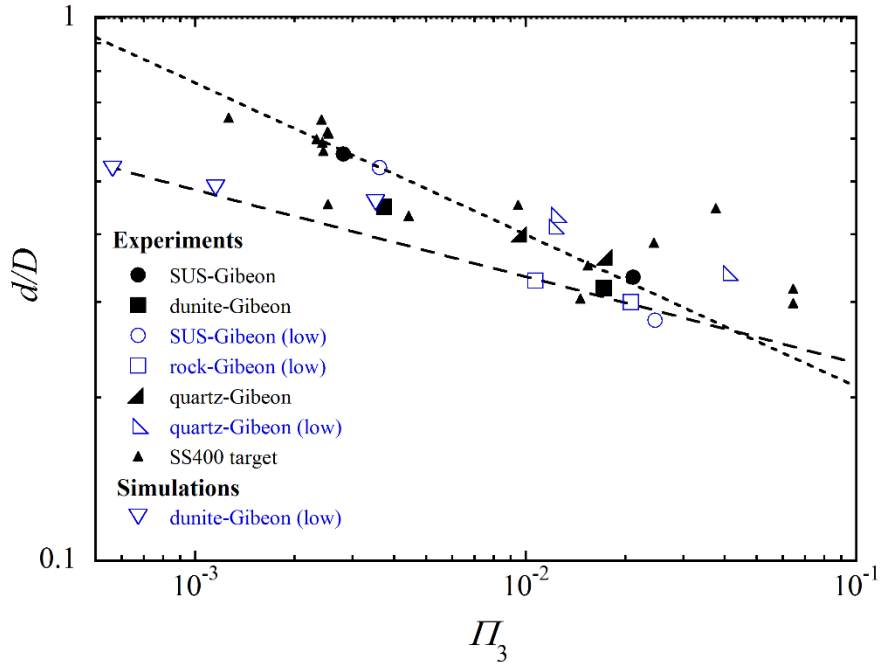 1
d/D
Experiments
SUS-Gibeon
dunite-Gibeon
SUS-Gibeon (low)
rock-Gibeon (low)
quartz-Gibeon
quartz-Gibeon (low)
SS400 target
Simulations
dunite-Gibeon (low)
0.1
10⁻³ 10⁻² 10⁻¹
Π₃